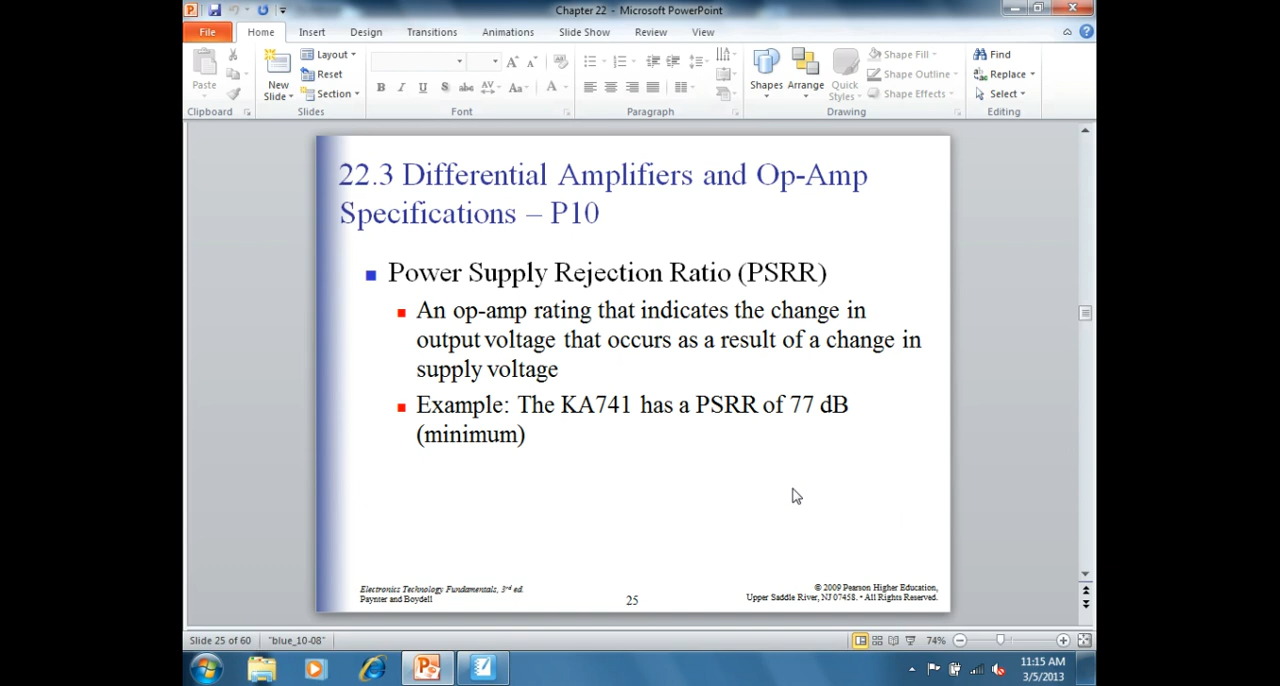 Chapter 22 - Microsoft PowerPoint
File Home Insert Design Transitions Animations Slide Show Review View
Paste
Clipboard
New Slide
Layout
Reset
Section
Slides
B I U S abc AV Aa A
Font
Paragraph
Shapes
Arrange
Quick Styles
Shape Fill
Shape Outline
Shape Effects
Drawing
Find
Replace
Select
Editing
22.3 Differential Amplifiers and Op-Amp
Specifications – P10
Power Supply Rejection Ratio (PSRR)
An op-amp rating that indicates the change in
output voltage that occurs as a result of a change in
supply voltage
Example: The KA741 has a PSRR of 77 dB
(minimum)
Electronics Technology Fundamentals, 3rd ed.
Paynter and Boydell
25
© 2009 Pearson Higher Education,
Upper Saddle River, NJ 07458. • All Rights Reserved.
Slide 25 of 60 "blue_10-08" 74%
11:15 AM
3/5/2013